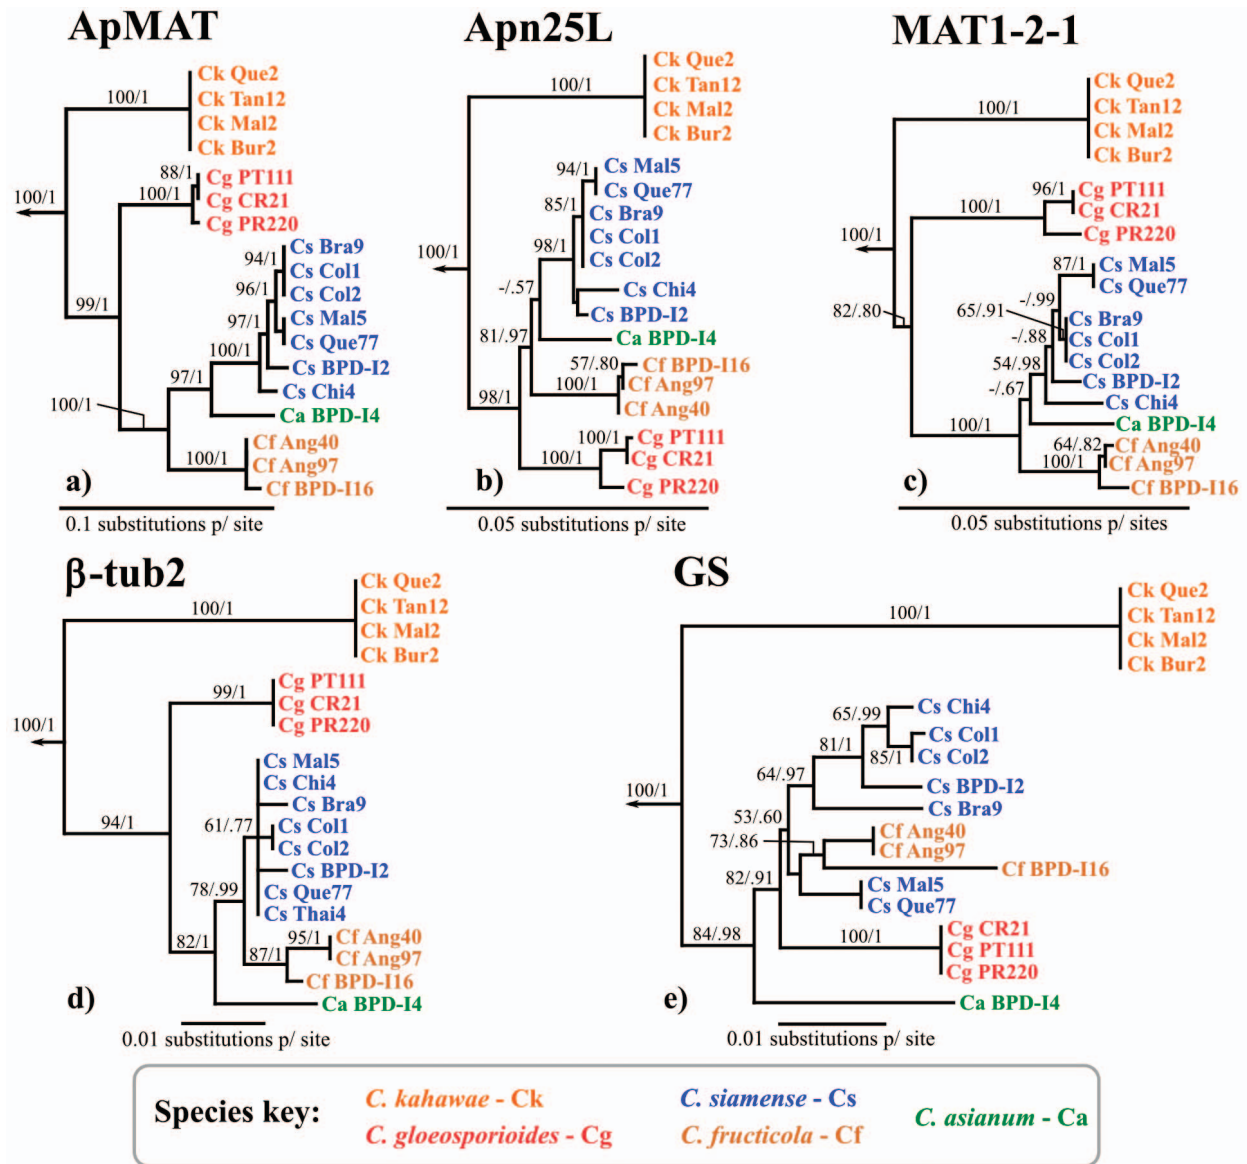 ApMAT
100/1
Ck Que2
Ck Tan12
Ck Mal2
Ck Bur2
88/1
Cg PT111
100/1
Cg CR21
Cg PR220
100/1
Cs Bra9
94/1
Cs Col1
96/1
Cs Col2
99/1
97/1
Cs Mal5
Cs Que77
100/1
Cs BPD-I2
97/1
Cs Chi4
100/1
Ca BPD-I4
Cf Ang40
100/1
Cf Ang97
a)
Cf BPD-I16
0.1 substitutions p/ site
Apn25L
Ck Que2
100/1
Ck Tan12
Ck Mal2
Ck Bur2
94/1
Cs Mal5
Cs Que77
85/1
Cs Bra9
Cs Col1
98/1
100/1
Cs Col2
-/.57
Cs Chi4
Cs BPD-I2
81/.97
Ca BPD-I4
57/.80
Cf BPD-I16
100/1
Cf Ang97
98/1
Cf Ang40
100/1
Cg PT111
100/1
Cg CR21
b)
Cg PR220
0.05 substitutions p/ site
MAT1-2-1
Ck Que2
100/1
Ck Tan12
Ck Mal2
Ck Bur2
96/1
Cg PT111
100/1
Cg CR21
Cg PR220
100/1
87/1
Cs Mal5
Cs Que77
82/.80
65/.91
-/.99
Cs Bra9
-/.88
Cs Col1
54/.98
Cs Col2
-/.67
Cs BPD-I2
Cs Chi4
100/1
Ca BPD-I4
64/.82
Cf Ang40
100/1
Cf Ang97
c)
Cf BPD-I16
0.05 substitutions p/ sites
β-tub2
Ck Que2
100/1
Ck Tan12
Ck Mal2
Ck Bur2
99/1
Cg PT111
Cg CR21
100/1
Cg PR220
Cs Mal5
Cs Chi4
94/1
Cs Bra9
61/.77
Cs Col1
Cs Col2
Cs BPD-I2
78/.99
Cs Que77
Cs Thai4
82/1
95/1
Cf Ang40
87/1
Cf Ang97
Cf BPD-I16
d)
Ca BPD-I4
0.01 substitutions p/ site
GS
Ck Que2
100/1
Ck Tan12
Ck Mal2
Ck Bur2
65/.99
Cs Chi4
81/1
Cs Col1
85/1
Cs Col2
64/.97
Cs BPD-I2
100/1
Cs Bra9
53/.60
Cf Ang40
73/.86
Cf Ang97
Cf BPD-I16
82/.91
Cs Mal5
Cs Que77
84/.98
Cg CR21
100/1
Cg PT111
Cg PR220
e)
Ca BPD-I4
0.01 substitutions p/ site
Species key:
C. kahawae - Ck
C. siamense - Cs
C. asianum - Ca
C. gloeosporioides - Cg
C. fructicola - Cf